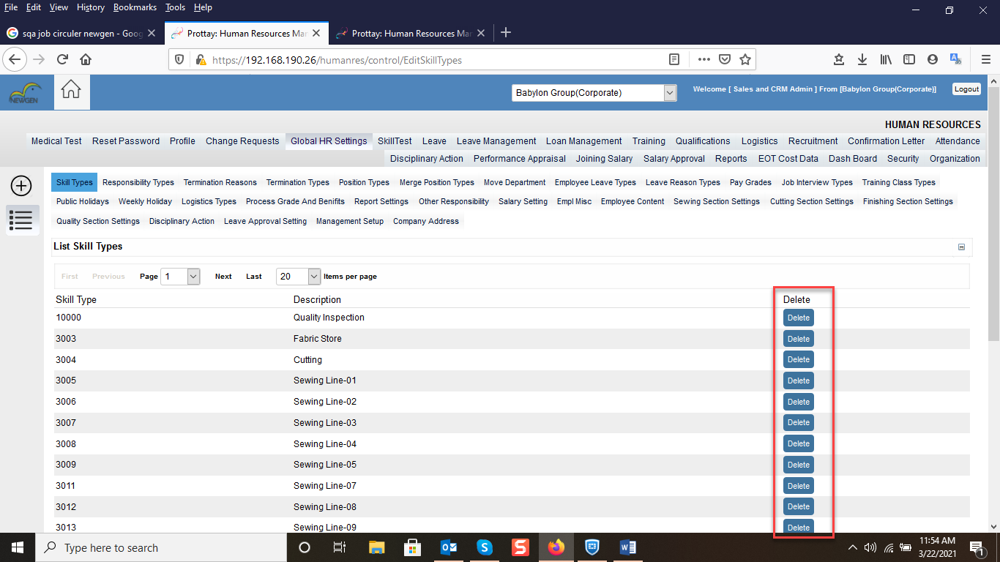 File Edit View History Bookmarks Tools Help
sqa job circuler newgen - Goog
Prottay: Human Resources Mar
Prottay: Human Resources Mar
https://192.168.190.26/humanres/control/EditSkillTypes
NEWGEN
Babylon Group(Corporate)
Welcome [ Sales and CRM Admin ] From [Babylon Group(Corporate)]
Logout
HUMAN RESOURCES
Medical Test Reset Password Profile Change Requests Global HR Settings SkillTest Leave Leave Management Loan Management Training Qualifications Logistics Recruitment Confirmation Letter Attendance
Disciplinary Action Performance Appraisal Joining Salary Salary Approval Reports EOT Cost Data Dash Board Security Organization
Skill Types Responsibility Types Termination Reasons Termination Types Position Types Merge Position Types Move Department Employee Leave Types Leave Reason Types Pay Grades Job Interview Types Training Class Types
Public Holidays Weekly Holiday Logistics Types Process Grade And Benifits Report Settings Other Responsibility Salary Setting Empl Misc Employee Content Sewing Section Settings Cutting Section Settings Finishing Section Settings
Quality Section Settings Disciplinary Action Leave Approval Setting Management Setup Company Address
List Skill Types
First Previous Page 1 Next Last 20 Items per page
Skill Type Description Delete
10000 Quality Inspection Delete
3003 Fabric Store Delete
3004 Cutting Delete
3005 Sewing Line-01 Delete
3006 Sewing Line-02 Delete
3007 Sewing Line-03 Delete
3008 Sewing Line-04 Delete
3009 Sewing Line-05 Delete
3011 Sewing Line-07 Delete
3012 Sewing Line-08 Delete
3013 Sewing Line-09 Delete
Type here to search
11:54 AM
3/22/2021
1